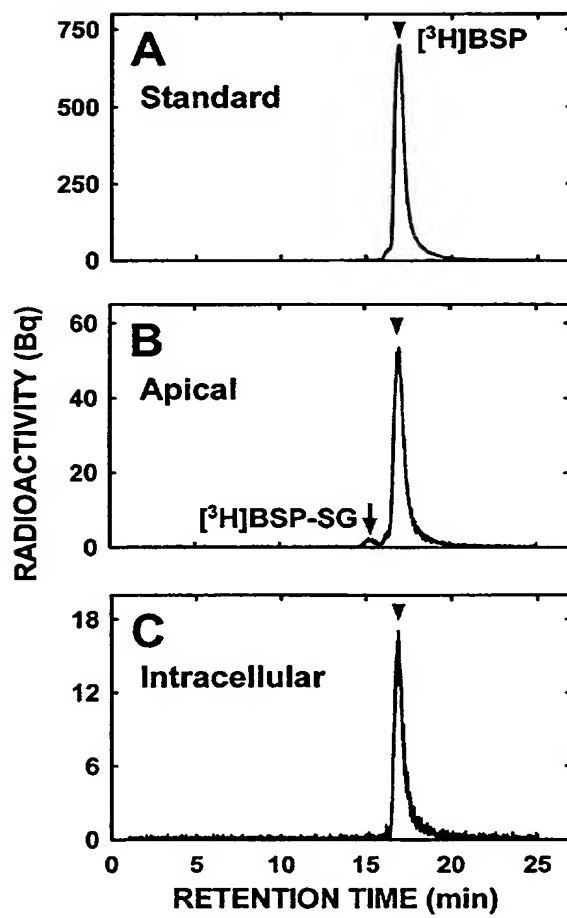 750
500
250
0
A
Standard
[³H]BSP
60
40
20
0
B
Apical
[³H]BSP-SG
18
12
6
0
C
Intracellular
0 5 10 15 20 25
RETENTION TIME (min)
RADIOACTIVITY (Bq)